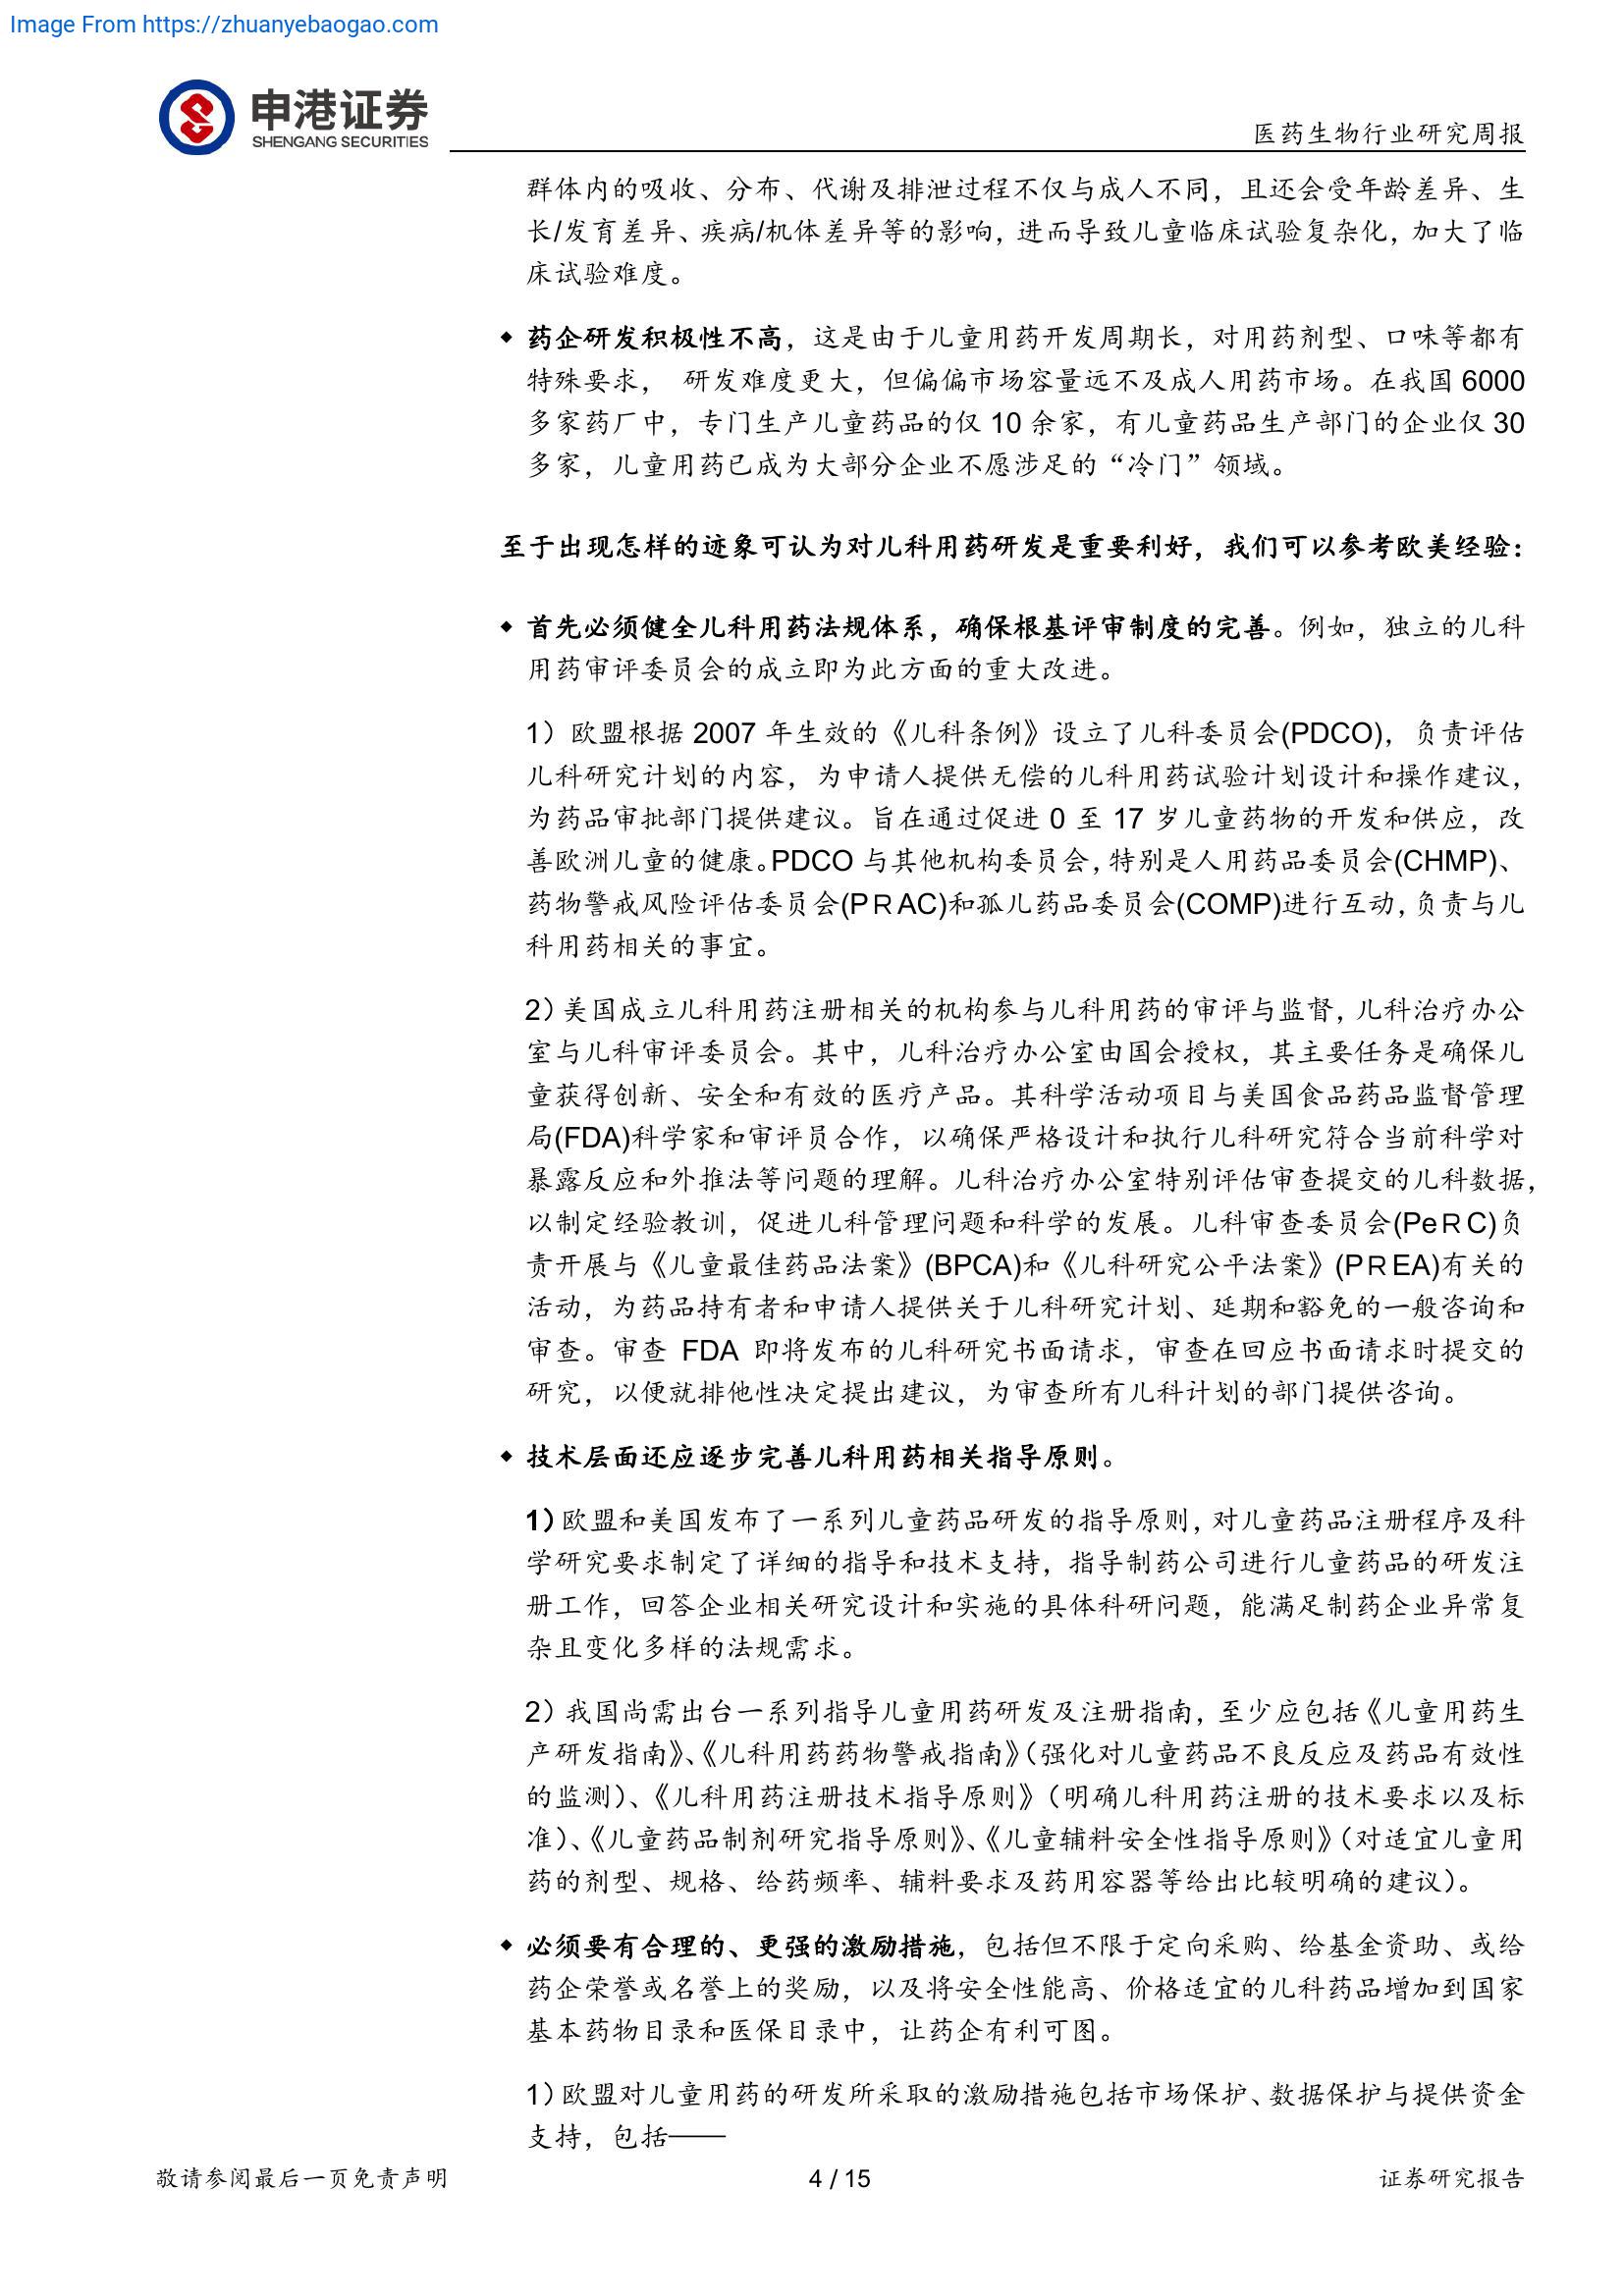 Image From https://zhuanyebaogao.com
申港证券
SHENGANG SECURITIES
医药生物行业研究周报
群体内的吸收、分布、代谢及排泄过程不仅与成人不同，且还会受年龄差异、生
长/发育差异、疾病/机体差异等的影响，进而导致儿童临床试验复杂化，加大了临
床试验难度。
◆ 药企研发积极性不高，这是由于儿童用药开发周期长，对用药剂型、口味等都有
特殊要求， 研发难度更大，但偏偏市场容量远不及成人用药市场。在我国 6000
多家药厂中，专门生产儿童药品的仅 10 余家，有儿童药品生产部门的企业仅 30
多家，儿童用药已成为大部分企业不愿涉足的“冷门”领域。
至于出现怎样的迹象可认为对儿科用药研发是重要利好，我们可以参考欧美经验：
◆ 首先必须健全儿科用药法规体系，确保根基评审制度的完善。例如，独立的儿科
用药审评委员会的成立即为此方面的重大改进。
1）欧盟根据 2007 年生效的《儿科条例》设立了儿科委员会(PDCO)，负责评估
儿科研究计划的内容，为申请人提供无偿的儿科用药试验计划设计和操作建议，
为药品审批部门提供建议。旨在通过促进 0 至 17 岁儿童药物的开发和供应，改
善欧洲儿童的健康。PDCO 与其他机构委员会，特别是人用药品委员会(CHMP)、
药物警戒风险评估委员会(PRAC)和孤儿药品委员会(COMP)进行互动，负责与儿
科用药相关的事宜。
2）美国成立儿科用药注册相关的机构参与儿科用药的审评与监督，儿科治疗办公
室与儿科审评委员会。其中，儿科治疗办公室由国会授权，其主要任务是确保儿
童获得创新、安全和有效的医疗产品。其科学活动项目与美国食品药品监督管理
局(FDA)科学家和审评员合作，以确保严格设计和执行儿科研究符合当前科学对
暴露反应和外推法等问题的理解。儿科治疗办公室特别评估审查提交的儿科数据，
以制定经验教训，促进儿科管理问题和科学的发展。儿科审查委员会(PeRC)负
责开展与《儿童最佳药品法案》(BPCA)和《儿科研究公平法案》(PREA)有关的
活动，为药品持有者和申请人提供关于儿科研究计划、延期和豁免的一般咨询和
审查。审查 FDA 即将发布的儿科研究书面请求，审查在回应书面请求时提交的
研究，以便就排他性决定提出建议，为审查所有儿科计划的部门提供咨询。
◆ 技术层面还应逐步完善儿科用药相关指导原则。
1）欧盟和美国发布了一系列儿童药品研发的指导原则，对儿童药品注册程序及科
学研究要求制定了详细的指导和技术支持，指导制药公司进行儿童药品的研发注
册工作，回答企业相关研究设计和实施的具体科研问题，能满足制药企业异常复
杂且变化多样的法规需求。
2）我国尚需出台一系列指导儿童用药研发及注册指南，至少应包括《儿童用药生
产研发指南》、《儿科用药药物警戒指南》（强化对儿童药品不良反应及药品有效性
的监测）、《儿科用药注册技术指导原则》（明确儿科用药注册的技术要求以及标
准）、《儿童药品制剂研究指导原则》、《儿童辅料安全性指导原则》（对适宜儿童用
药的剂型、规格、给药频率、辅料要求及药用容器等给出比较明确的建议）。
◆ 必须要有合理的、更强的激励措施，包括但不限于定向采购、给基金资助、或给
药企荣誉或名誉上的奖励，以及将安全性能高、价格适宜的儿科药品增加到国家
基本药物目录和医保目录中，让药企有利可图。
1）欧盟对儿童用药的研发所采取的激励措施包括市场保护、数据保护与提供资金
支持，包括——
敬请参阅最后一页免责声明
4 / 15
证券研究报告